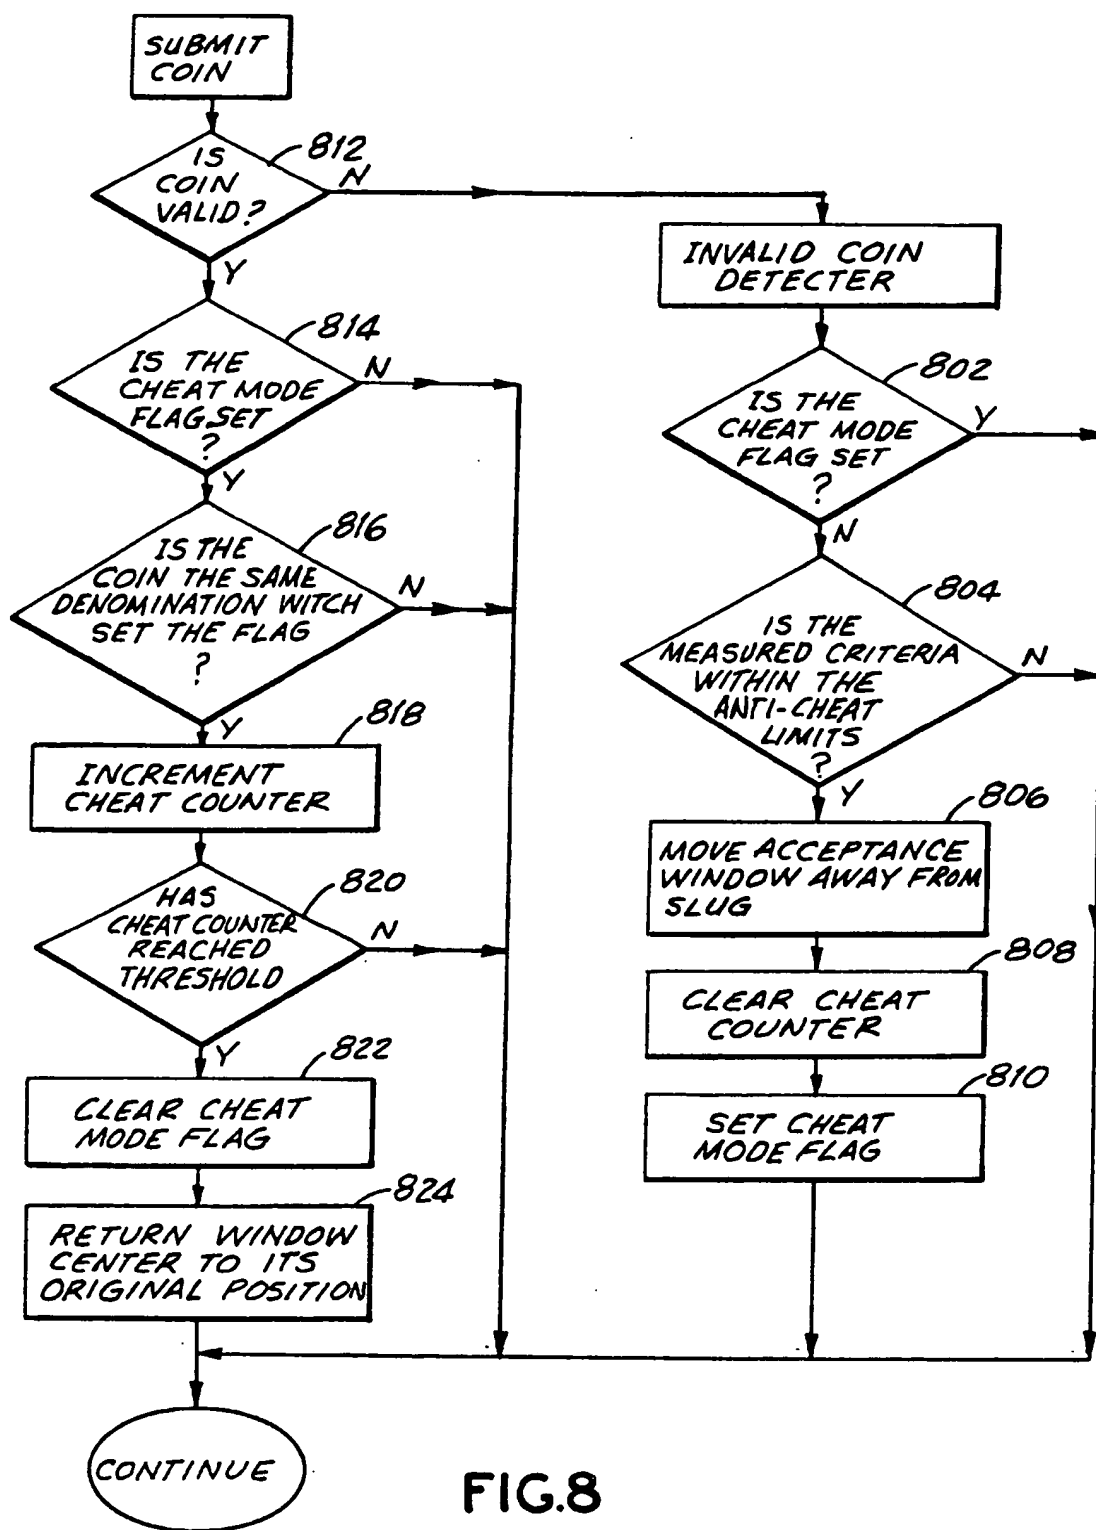 SUBMIT
COIN
812
IS
COIN
VALID?
N
Y
814
IS THE
CHEAT MODE
FLAG SET
?
N
Y
816
IS THE
COIN THE SAME
DENOMINATION WITCH
SET THE FLAG
?
N
Y
818
INCREMENT
CHEAT COUNTER
820
HAS
CHEAT COUNTER
REACHED
THRESHOLD
N
Y
822
CLEAR CHEAT
MODE FLAG
824
RETURN WINDOW
CENTER TO ITS
ORIGINAL POSITION
CONTINUE
INVALID COIN
DETECTER
802
IS THE
CHEAT MODE
FLAG SET
?
Y
N
804
IS THE
MEASURED CRITERIA
WITHIN THE
ANTI-CHEAT
LIMITS
?
N
Y
806
MOVE ACCEPTANCE
WINDOW AWAY FROM
SLUG
808
CLEAR CHEAT
COUNTER
810
SET CHEAT
MODE FLAG
FIG.8